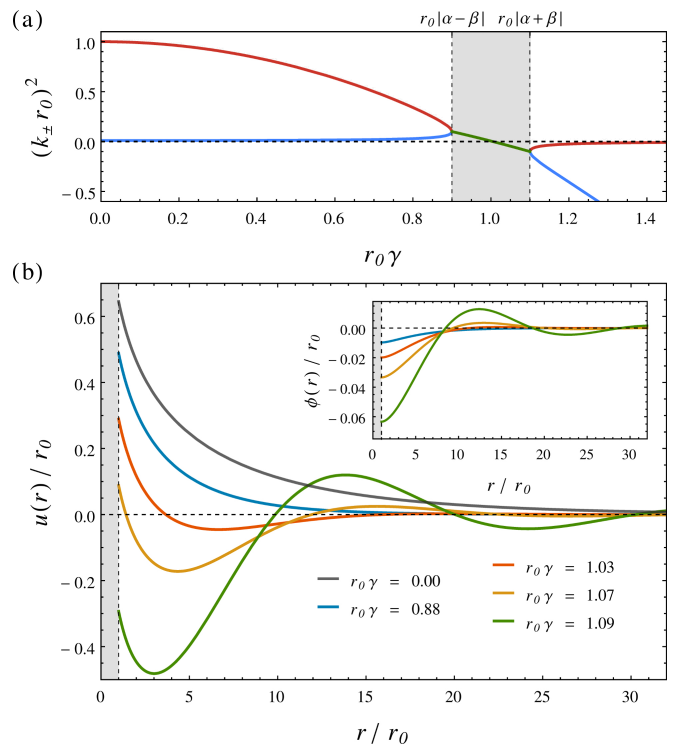 (a)
r₀|α−β| r₀|α+β|
(k± r₀)²
1.0
0.5
0.0
−0.5
0.0 0.2 0.4 0.6 0.8 1.0 1.2 1.4
r₀γ
(b)
u(r)/r₀
0.6
0.4
0.2
0.0
−0.2
−0.4
ϕ(r)/r₀
0.00
−0.02
−0.04
−0.06
0 5 10 15 20 25 30
r/r₀
r₀γ = 0.00
r₀γ = 0.88
r₀γ = 1.03
r₀γ = 1.07
r₀γ = 1.09
0 5 10 15 20 25 30
r/r₀